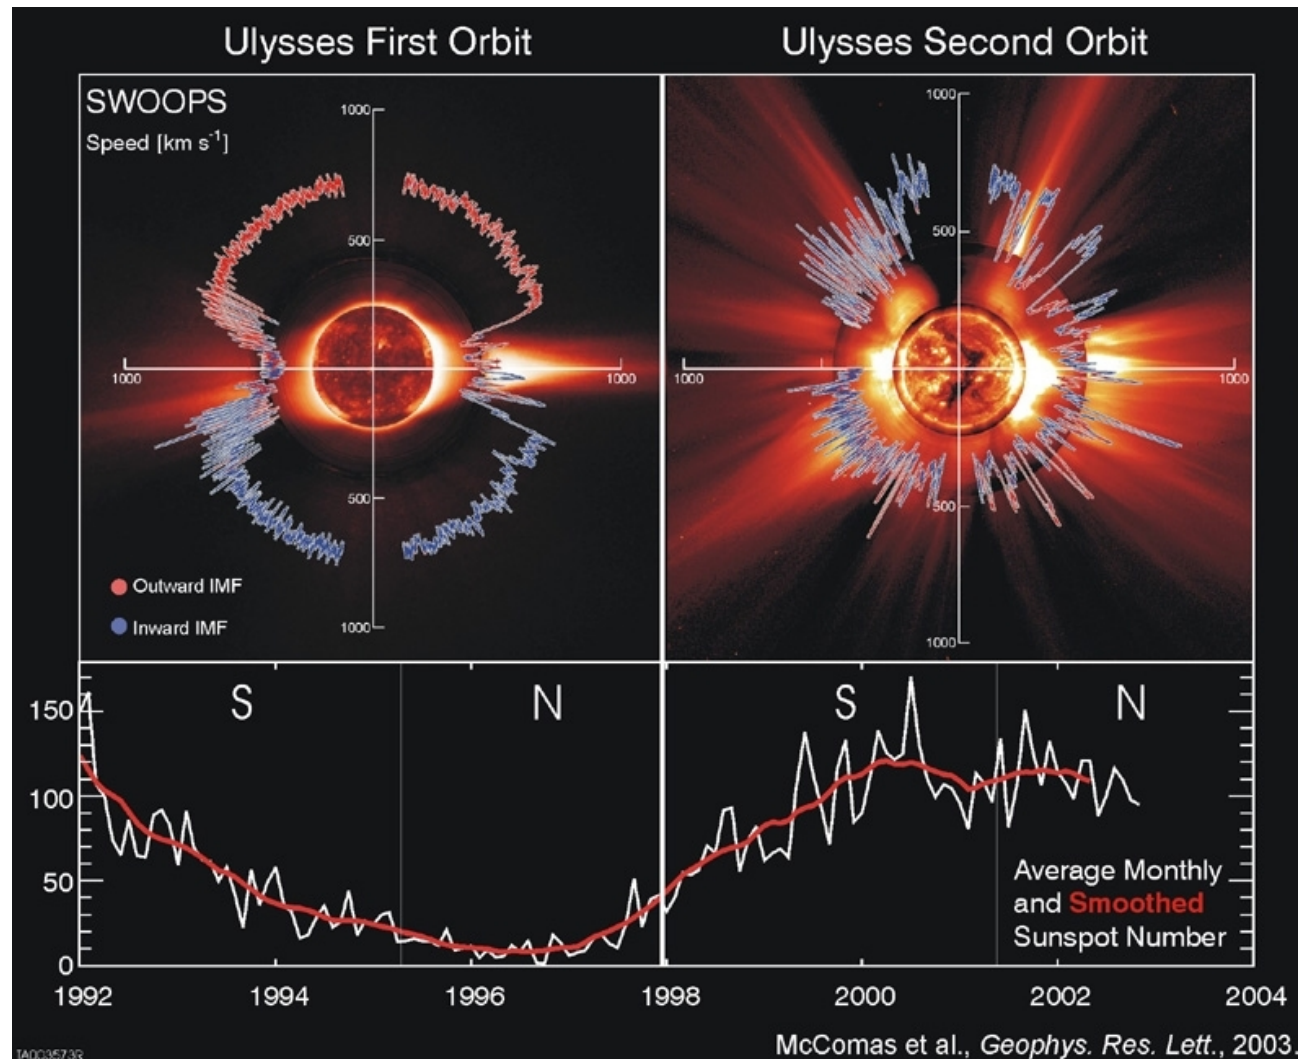 Ulysses First Orbit
Ulysses Second Orbit
SWOOPS
Speed [km s⁻¹]
1000
500
1000
1000
500
1000
Outward IMF
Inward IMF
1000
500
1000
1000
500
1000
S
N
S
N
150
100
50
0
Average Monthly
and Smoothed
Sunspot Number
1992
1994
1996
1998
2000
2002
2004
McComas et al., Geophys. Res. Lett., 2003.
TA003573R